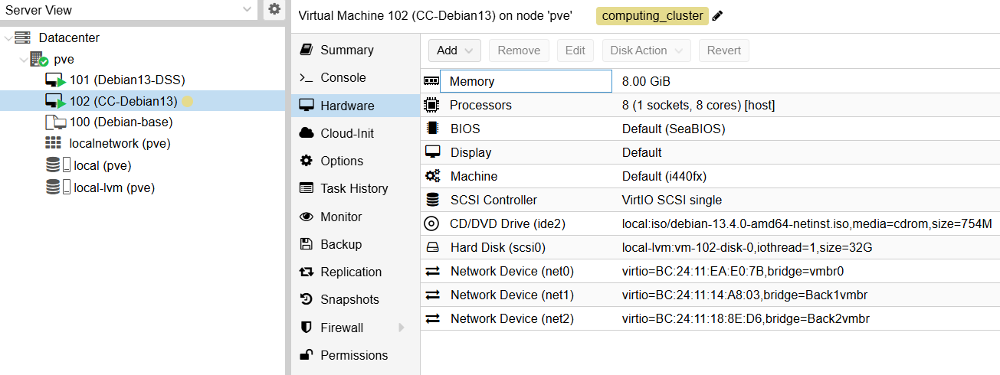 Server View
Datacenter
pve
101 (Debian13-DSS)
102 (CC-Debian13)
100 (Debian-base)
localnetwork (pve)
local (pve)
local-lvm (pve)
Virtual Machine 102 (CC-Debian13) on node 'pve' computing_cluster
Summary
Console
Hardware
Cloud-Init
Options
Task History
Monitor
Backup
Replication
Snapshots
Firewall
Permissions
Add Remove Edit Disk Action Revert
Memory 8.00 GiB
Processors 8 (1 sockets, 8 cores) [host]
BIOS Default (SeaBIOS)
Display Default
Machine Default (i440fx)
SCSI Controller VirtIO SCSI single
CD/DVD Drive (ide2) local:iso/debian-13.4.0-amd64-netinst.iso,media=cdrom,size=754M
Hard Disk (scsi0) local-lvm:vm-102-disk-0,iothread=1,size=32G
Network Device (net0) virtio=BC:24:11:EA:E0:7B,bridge=vmbr0
Network Device (net1) virtio=BC:24:11:14:A8:03,bridge=Back1vmbr
Network Device (net2) virtio=BC:24:11:18:8E:D6,bridge=Back2vmbr